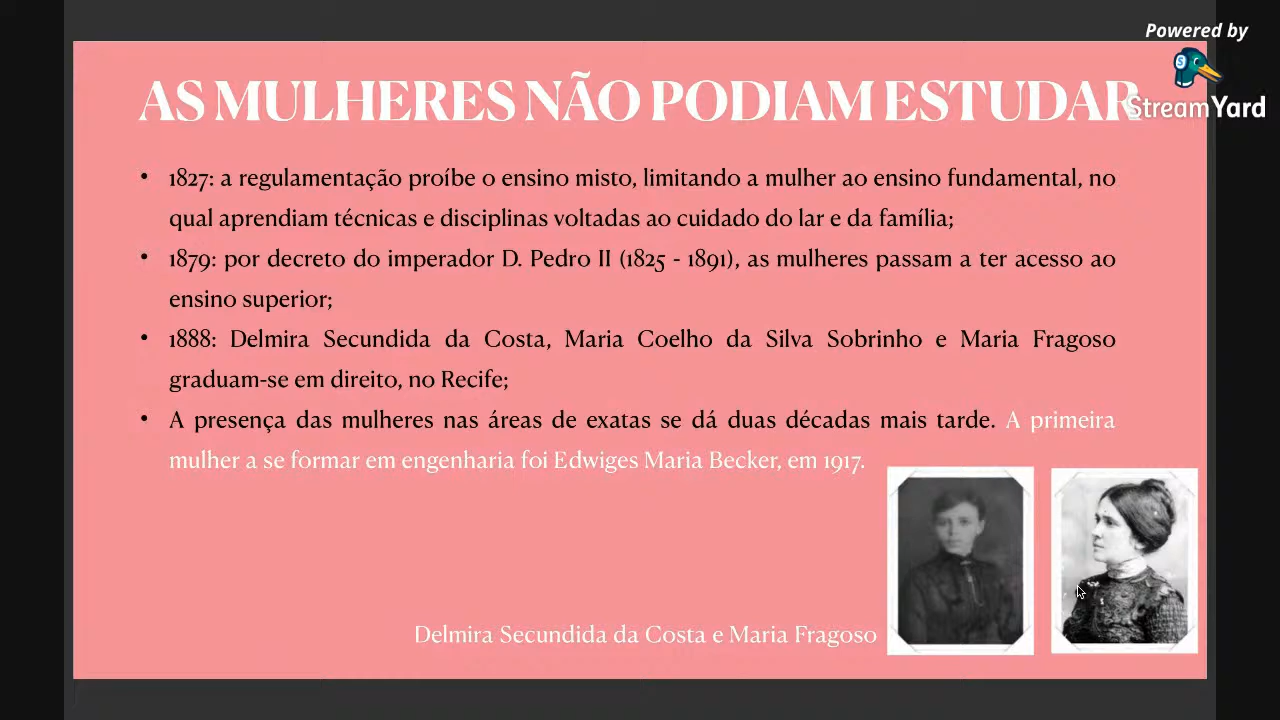 Powered by
StreamYard
AS MULHERES NÃO PODIAM ESTUDAR
• 1827: a regulamentação proíbe o ensino misto, limitando a mulher ao ensino fundamental, no
qual aprendiam técnicas e disciplinas voltadas ao cuidado do lar e da família;
• 1879: por decreto do imperador D. Pedro II (1825 - 1891), as mulheres passam a ter acesso ao
ensino superior;
• 1888: Delmira Secundida da Costa, Maria Coelho da Silva Sobrinho e Maria Fragoso
graduam-se em direito, no Recife;
• A presença das mulheres nas áreas de exatas se dá duas décadas mais tarde. A primeira
mulher a se formar em engenharia foi Edwiges Maria Becker, em 1917.
Delmira Secundida da Costa e Maria Fragoso